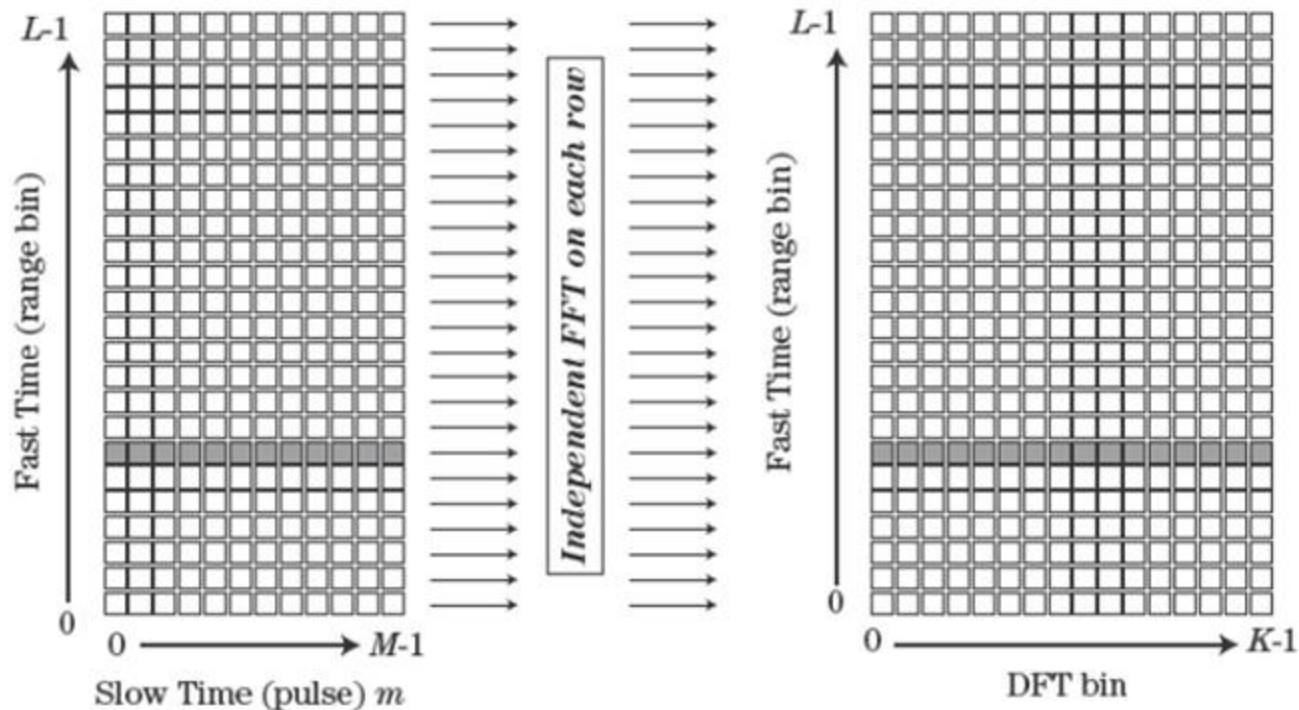 L-1
Fast Time (range bin)
0
0
M-1
Slow Time (pulse) m
Independent FFT on each row
L-1
Fast Time (range bin)
0
0
K-1
DFT bin